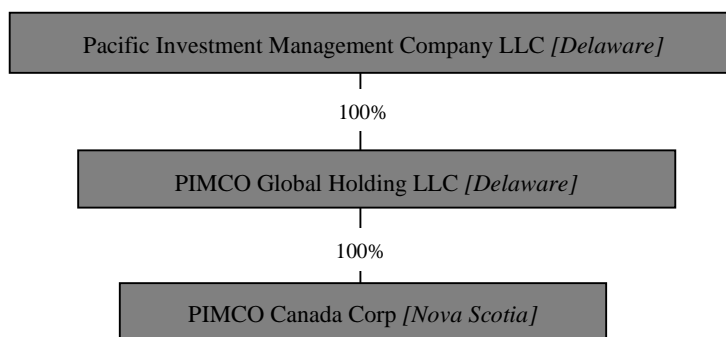 Pacific Investment Management Company LLC [Delaware]
100%
PIMCO Global Holding LLC [Delaware]
100%
PIMCO Canada Corp [Nova Scotia]